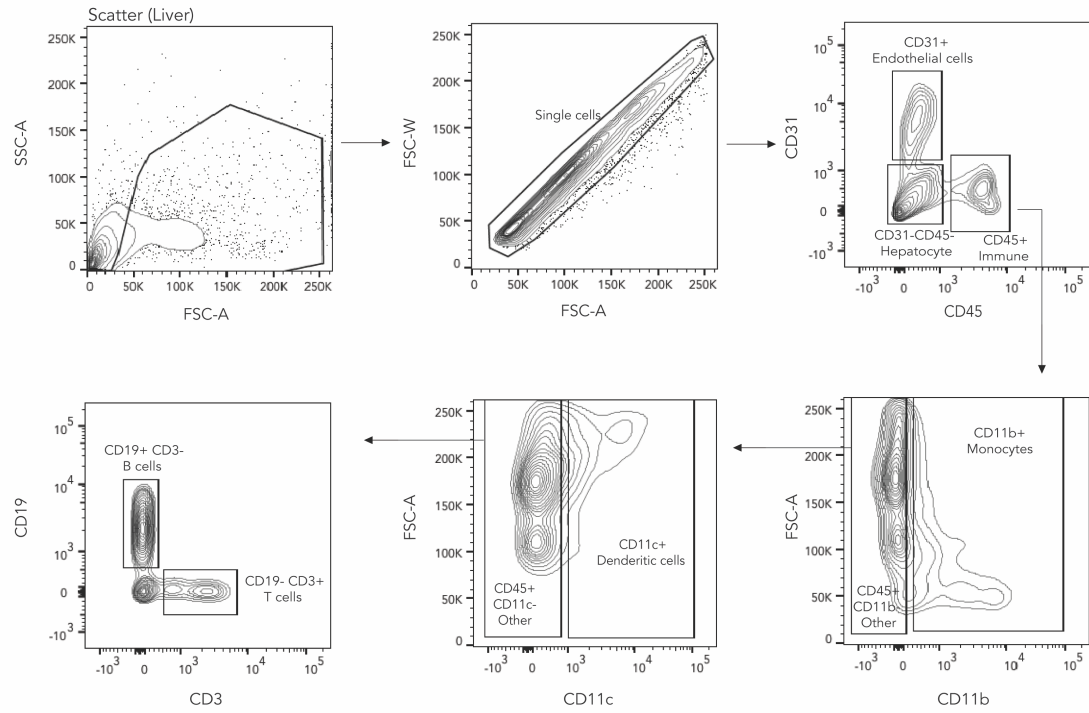 Scatter (Liver)
SSC-A
250K
200K
150K
100K
50K
0
0
50K
100K
150K
200K
250K
FSC-A
FSC-W
250K
200K
150K
100K
50K
0
Single cells
50K
100K
150K
200K
250K
FSC-A
CD31
10^5
10^4
10^3
0
-10^3
CD31+
Endothelial cells
CD31-CD45-
Hepatocyte
CD45+
Immune
-10^3
0
10^3
10^4
10^5
CD45
CD19
10^5
10^4
10^3
0
-10^3
CD19+ CD3-
B cells
CD19- CD3+
T cells
-10^3
0
10^3
10^4
10^5
CD3
FSC-A
250K
200K
150K
100K
50K
0
CD11c+
Denderitic cells
CD45+
CD11c-
Other
-10^3
0
10^3
10^4
10^5
CD11c
FSC-A
250K
200K
150K
100K
50K
0
CD11b+
Monocytes
CD45+
CD11b-
Other
-10^3
0
10^3
10^4
10^5
CD11b